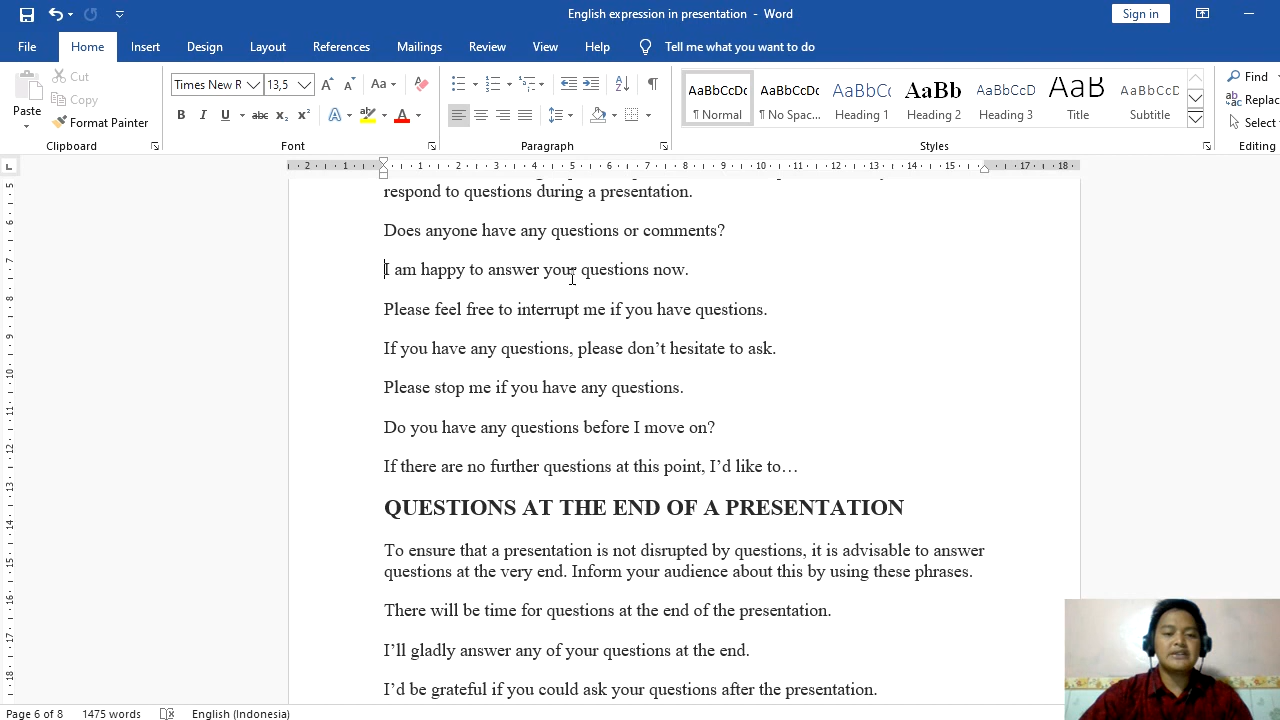 English expression in presentation - Word
Sign in
File Home Insert Design Layout References Mailings Review View Help Tell me what you want to do
Paste
Cut
Copy
Format Painter
Clipboard
Times New R 13,5
Font
Paragraph
AaBbCcDc AaBbCcDc AaBbCc AaBb AaBbCcD AaB AaBbCcD
¶ Normal ¶ No Spac... Heading 1 Heading 2 Heading 3 Title Subtitle
Styles
Find
Replac
Select
Editing
respond to questions during a presentation.
Does anyone have any questions or comments?
I am happy to answer your questions now.
Please feel free to interrupt me if you have questions.
If you have any questions, please don’t hesitate to ask.
Please stop me if you have any questions.
Do you have any questions before I move on?
If there are no further questions at this point, I’d like to…
QUESTIONS AT THE END OF A PRESENTATION
To ensure that a presentation is not disrupted by questions, it is advisable to answer
questions at the very end. Inform your audience about this by using these phrases.
There will be time for questions at the end of the presentation.
I’ll gladly answer any of your questions at the end.
I’d be grateful if you could ask your questions after the presentation.
Page 6 of 8 1475 words English (Indonesia)